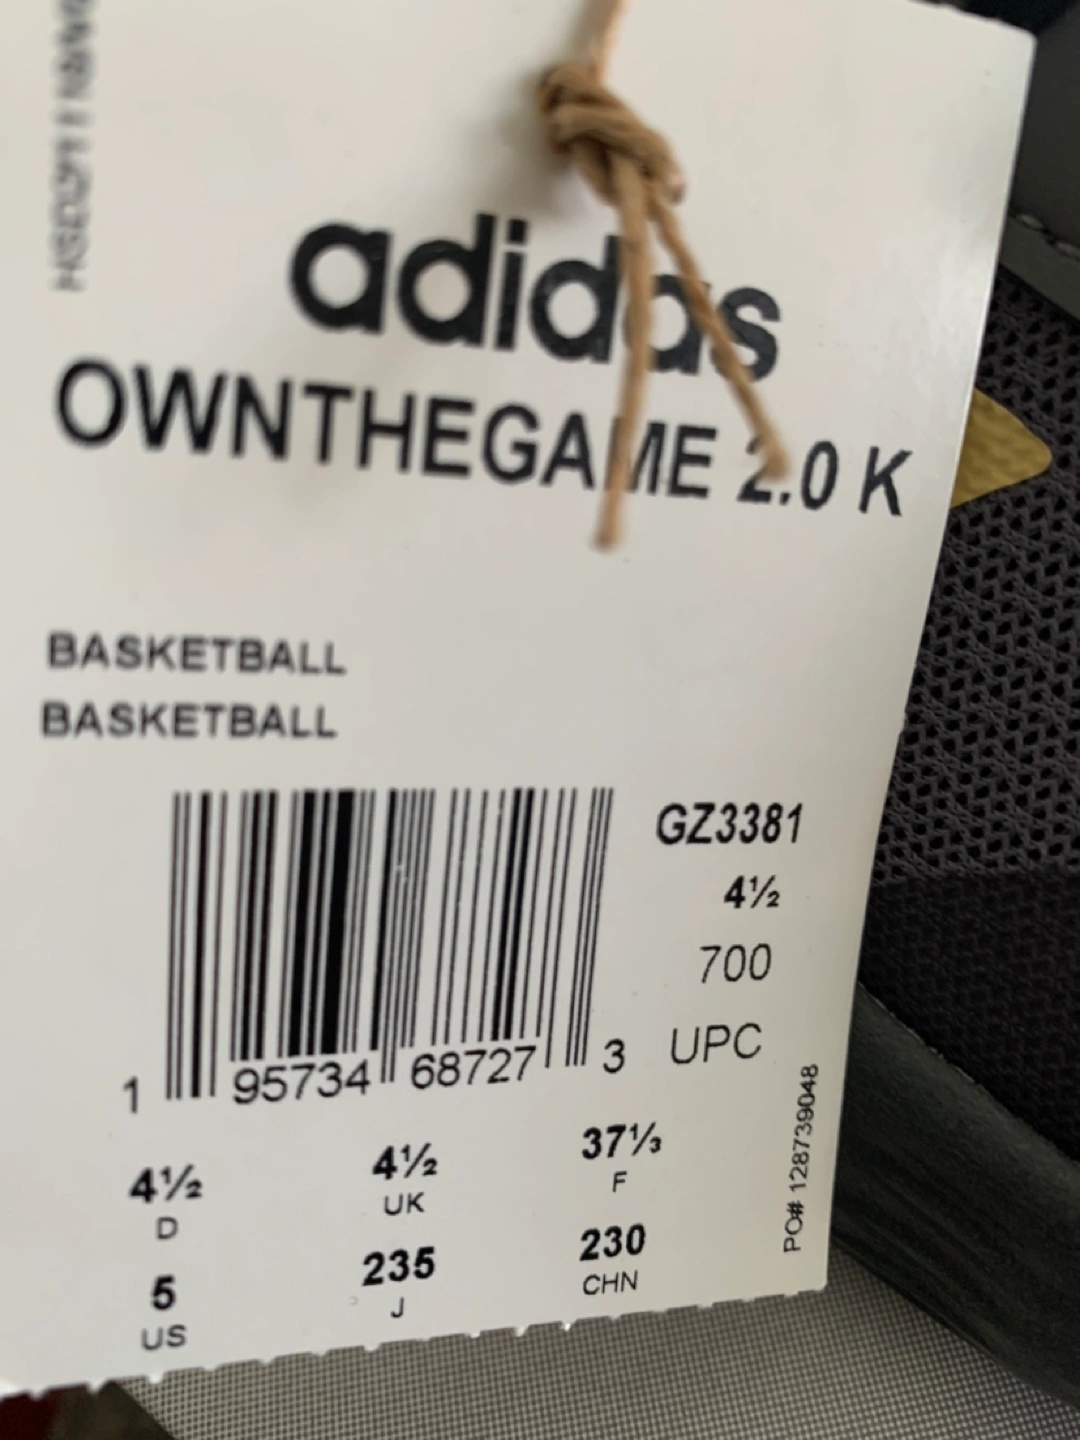 adidas
OWNTHEGAME 2.0 K
BASKETBALL
BASKETBALL
GZ3381
4½
700
UPC
1 95734 68727 3
4½ D
4½ UK
37⅓ F
5 US
235 J
230 CHN
PO# 128739048